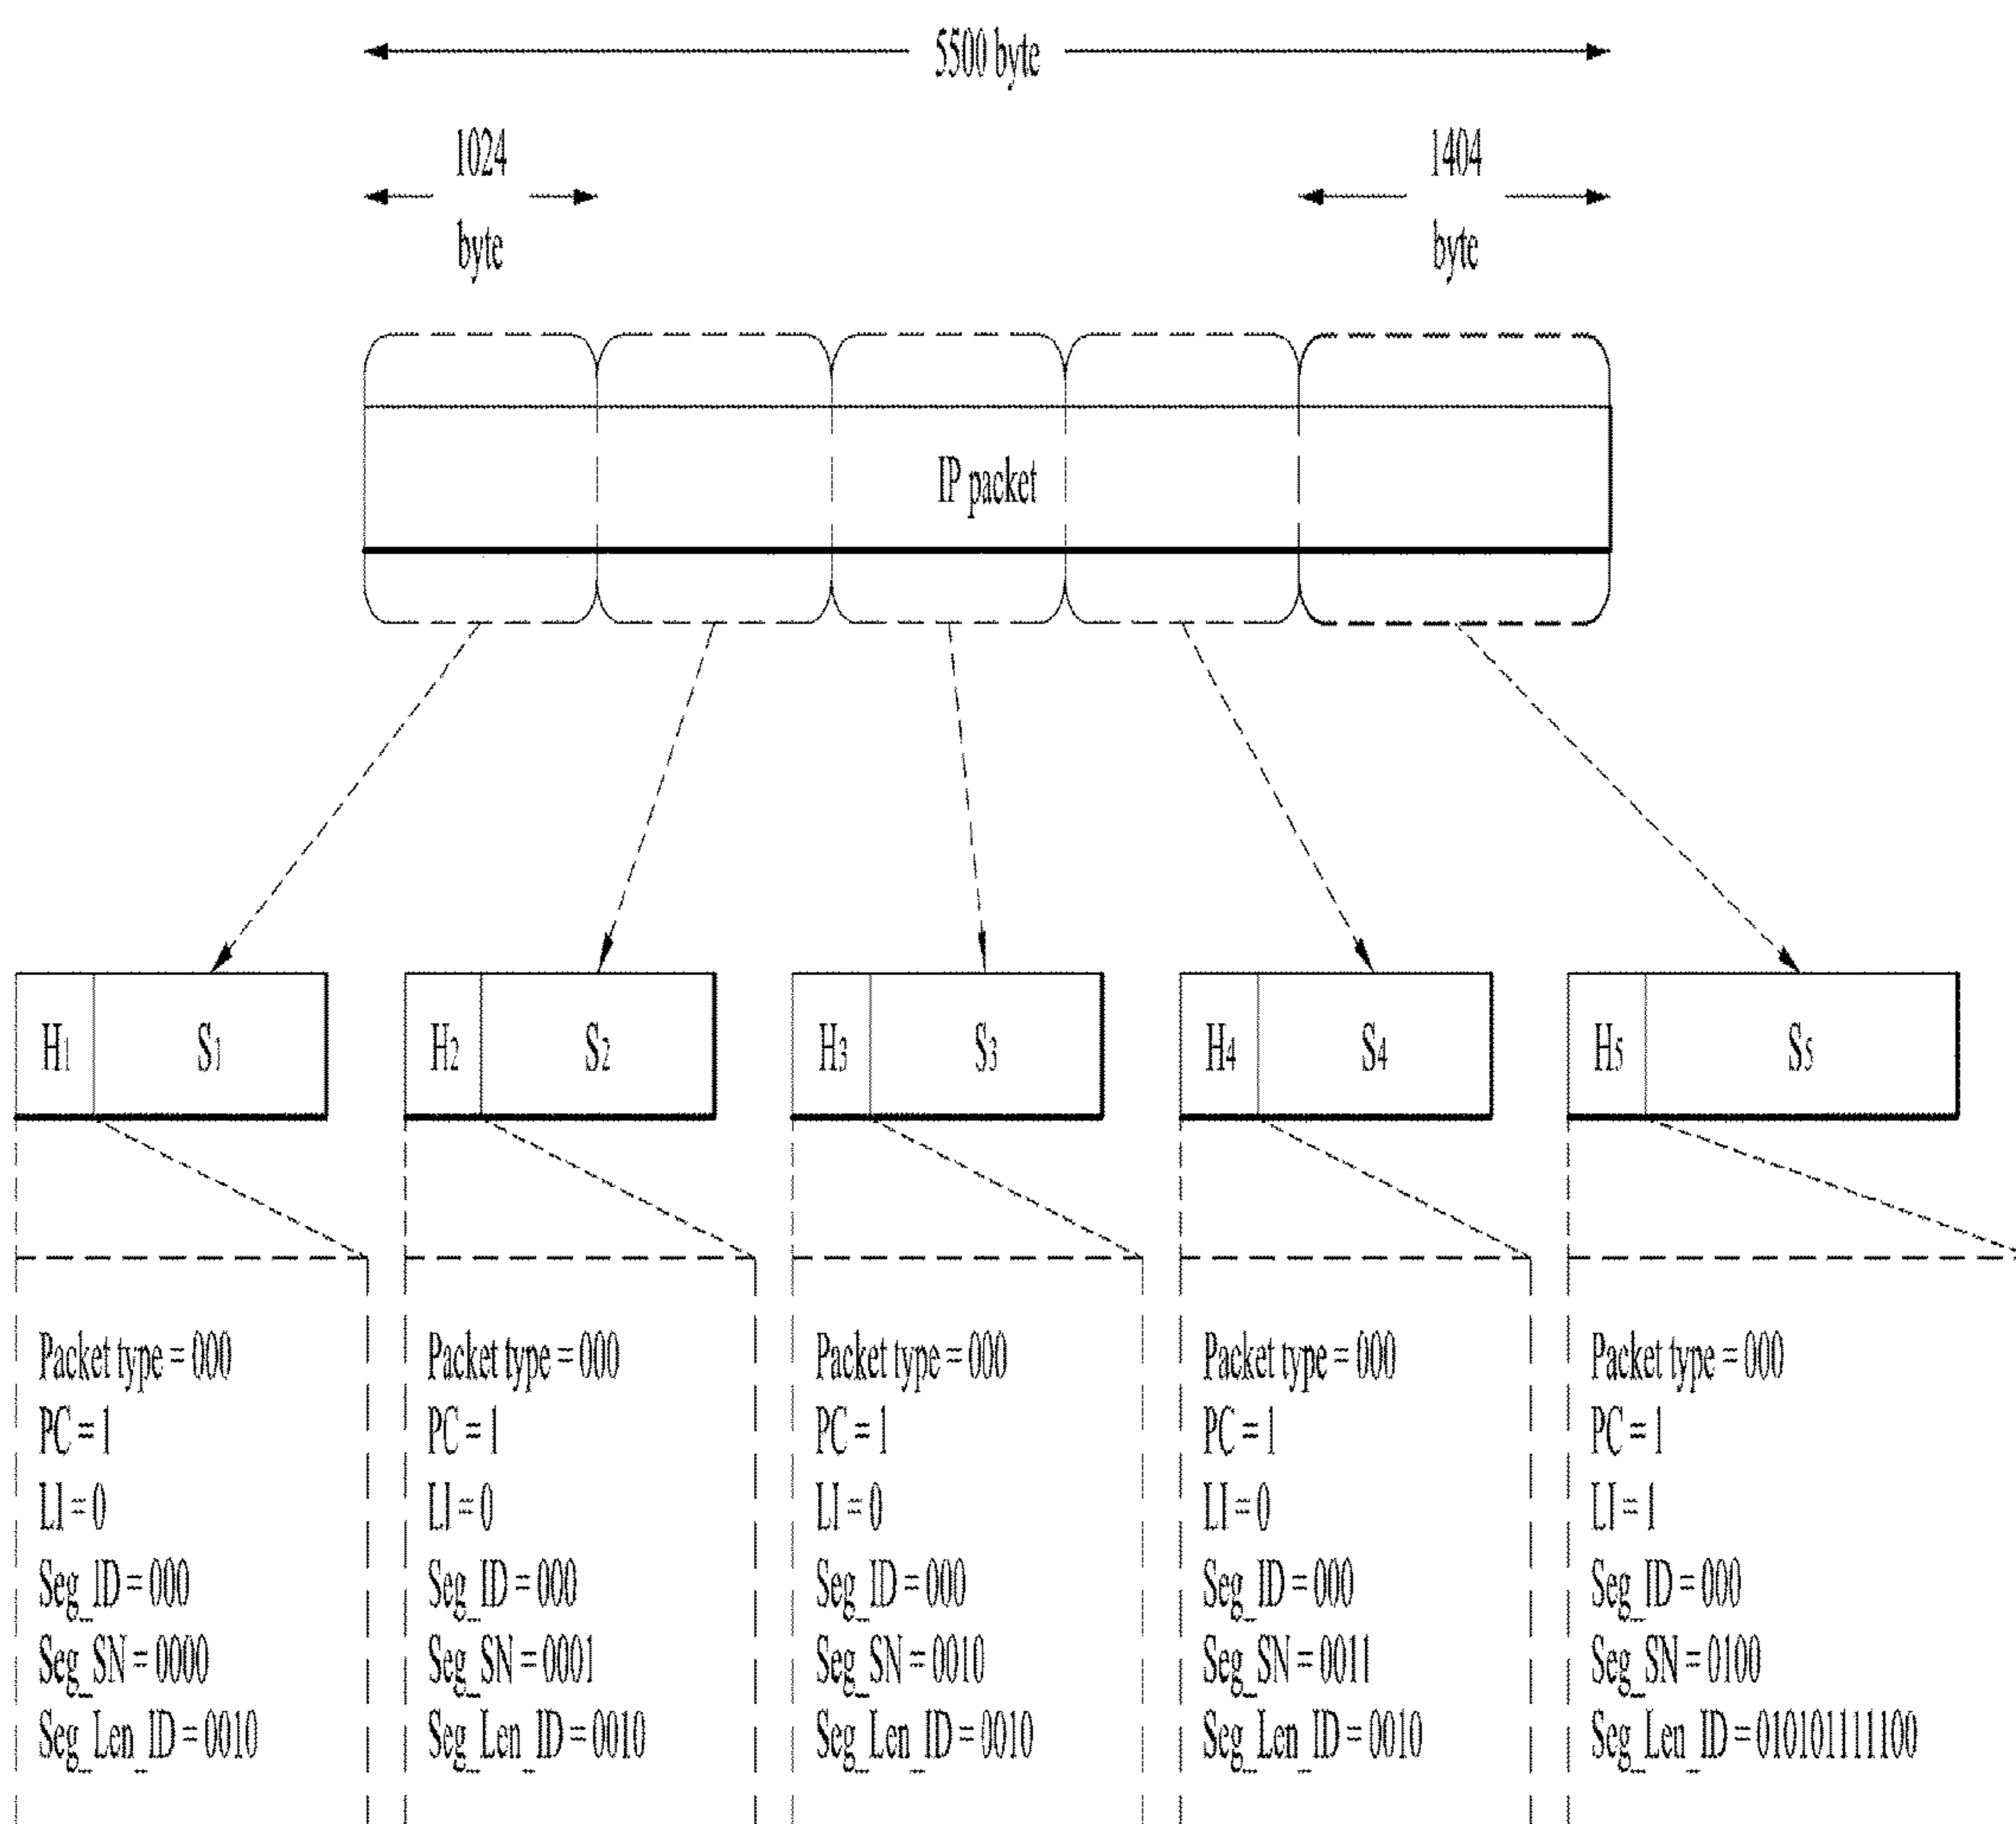 5500 byte
1024
byte
1404
byte
IP packet
H1
S1
H2
S2
H3
S3
H4
S4
H5
S5
Packet type = 000
PC = 1
LI = 0
Seg_ID = 000
Seg_SN = 0000
Seg_Len_ID = 0010
Packet type = 000
PC = 1
LI = 0
Seg_ID = 000
Seg_SN = 0001
Seg_Len_ID = 0010
Packet type = 000
PC = 1
LI = 0
Seg_ID = 000
Seg_SN = 0010
Seg_Len_ID = 0010
Packet type = 000
PC = 1
LI = 0
Seg_ID = 000
Seg_SN = 0011
Seg_Len_ID = 0010
Packet type = 000
PC = 1
LI = 1
Seg_ID = 000
Seg_SN = 0100
Seg_Len_ID = 010101111100